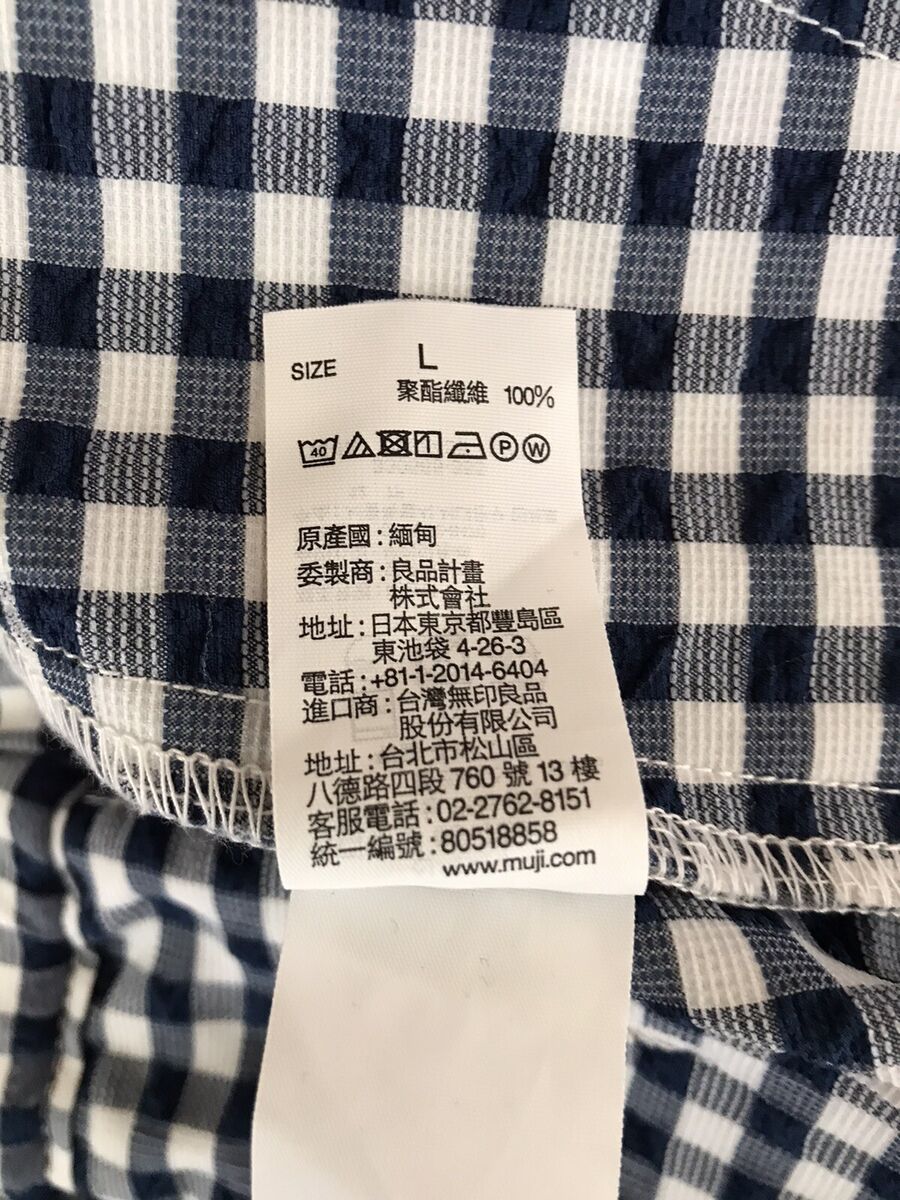 SIZE L
聚酯纖維 100%
40 P W
原產國:緬甸
委製商:良品計畫
株式會社
地址:日本東京都豐島區
東池袋 4-26-3
電話:+81-1-2014-6404
進口商:台灣無印良品
股份有限公司
地址:台北市松山區
八德路四段 760 號 13 樓
客服電話:02-2762-8151
統一編號:80518858
www.muji.com